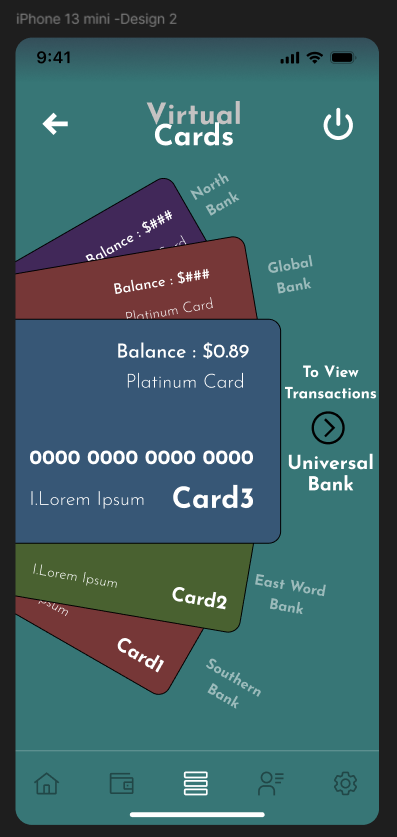 iPhone 13 mini -Design 2
9:41
Virtual
Cards
North
Bank
Balance : $###
Card
Global
Bank
Balance : $###
Platinum Card
Balance : $0.89
Platinum Card
To View
Transactions
0000 0000 0000 0000
Universal
Bank
I.Lorem Ipsum
Card3
I.Lorem Ipsum
Card2
East Word
Bank
psum
Card1
Southern
Bank